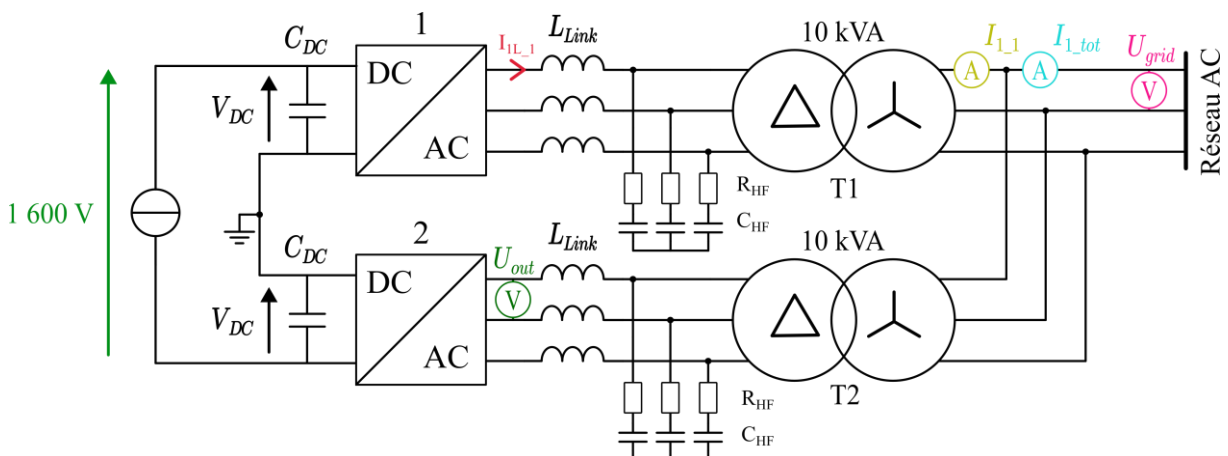 1
L_Link
10 kVA
C_DC
I_1L_1
I_1_1
I_1_tot
U_grid
DC
A
A
V
V_DC
AC
Réseau AC
R_HF
T1
1 600 V
C_HF
2
L_Link
10 kVA
C_DC
U_out
DC
V
V_DC
AC
R_HF
T2
C_HF